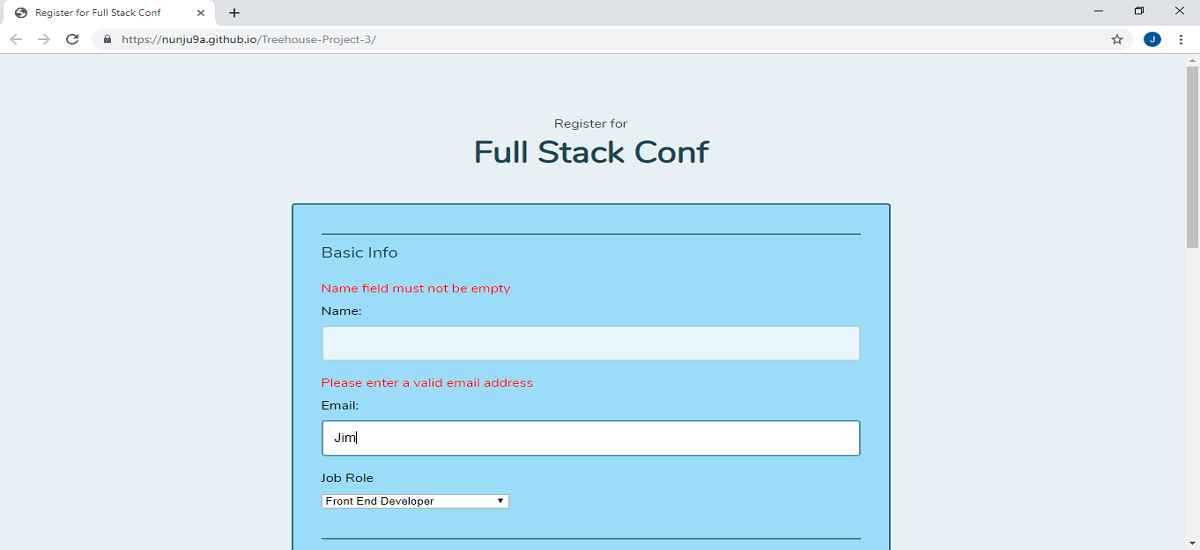 Register for Full Stack Conf
https://nunju9a.github.io/Treehouse-Project-3/
J
Register for
Full Stack Conf
Basic Info
Name field must not be empty
Name:
Please enter a valid email address
Email:
Jim
Job Role
Front End Developer